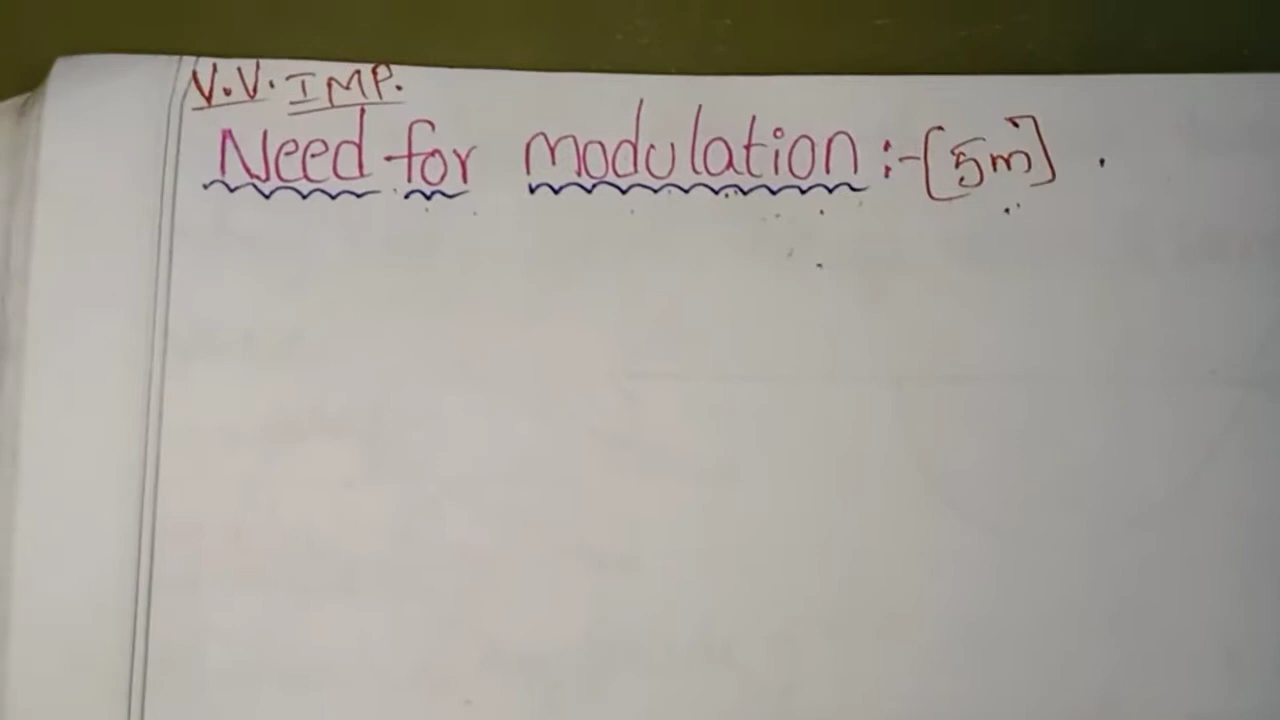 V.V. IMP.
Need for modulation :- [5m]